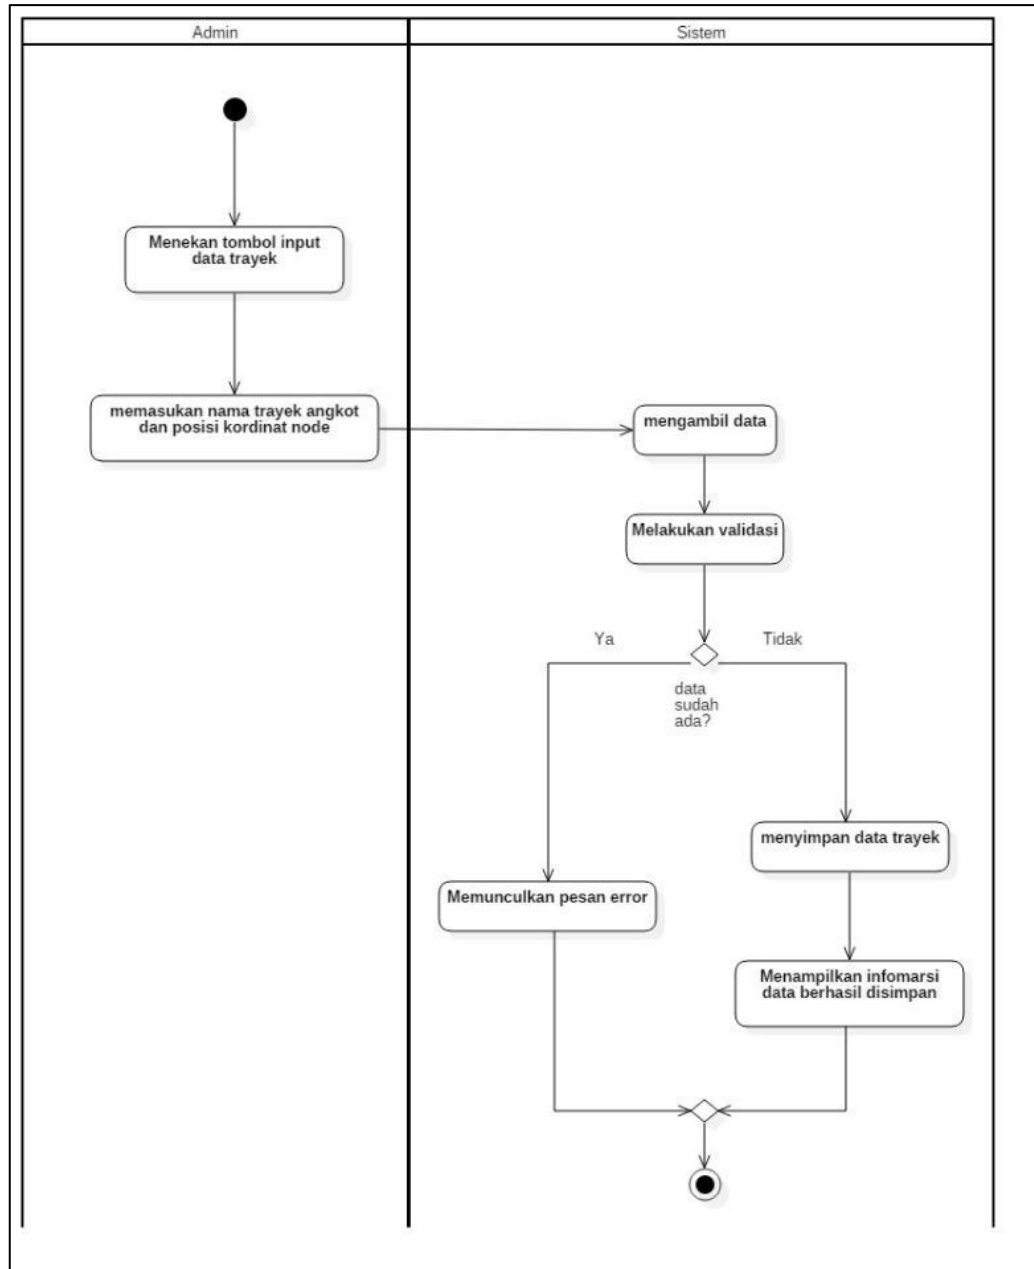 Admin
Sistem
Menekan tombol input
data trayek
memasukan nama trayek angkot
dan posisi kordinat node
mengambil data
Melakukan validasi
Ya
Tidak
data
sudah
ada?
menyimpan data trayek
Memunculkan pesan error
Menampilkan infomarsi
data berhasil disimpan